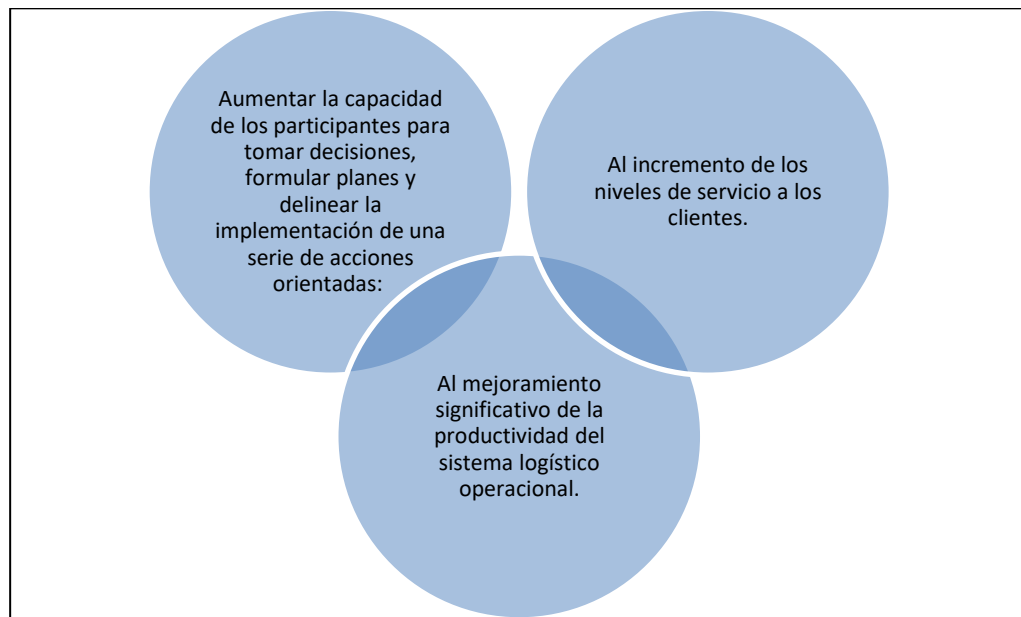 Aumentar la capacidad
de los participantes para
tomar decisiones,
formular planes y
delinear la
implementación de una
serie de acciones
orientadas:
Al mejoramiento
significativo de la
productividad del
sistema logístico
operacional.
Al incremento de los
niveles de servicio a los
clientes.